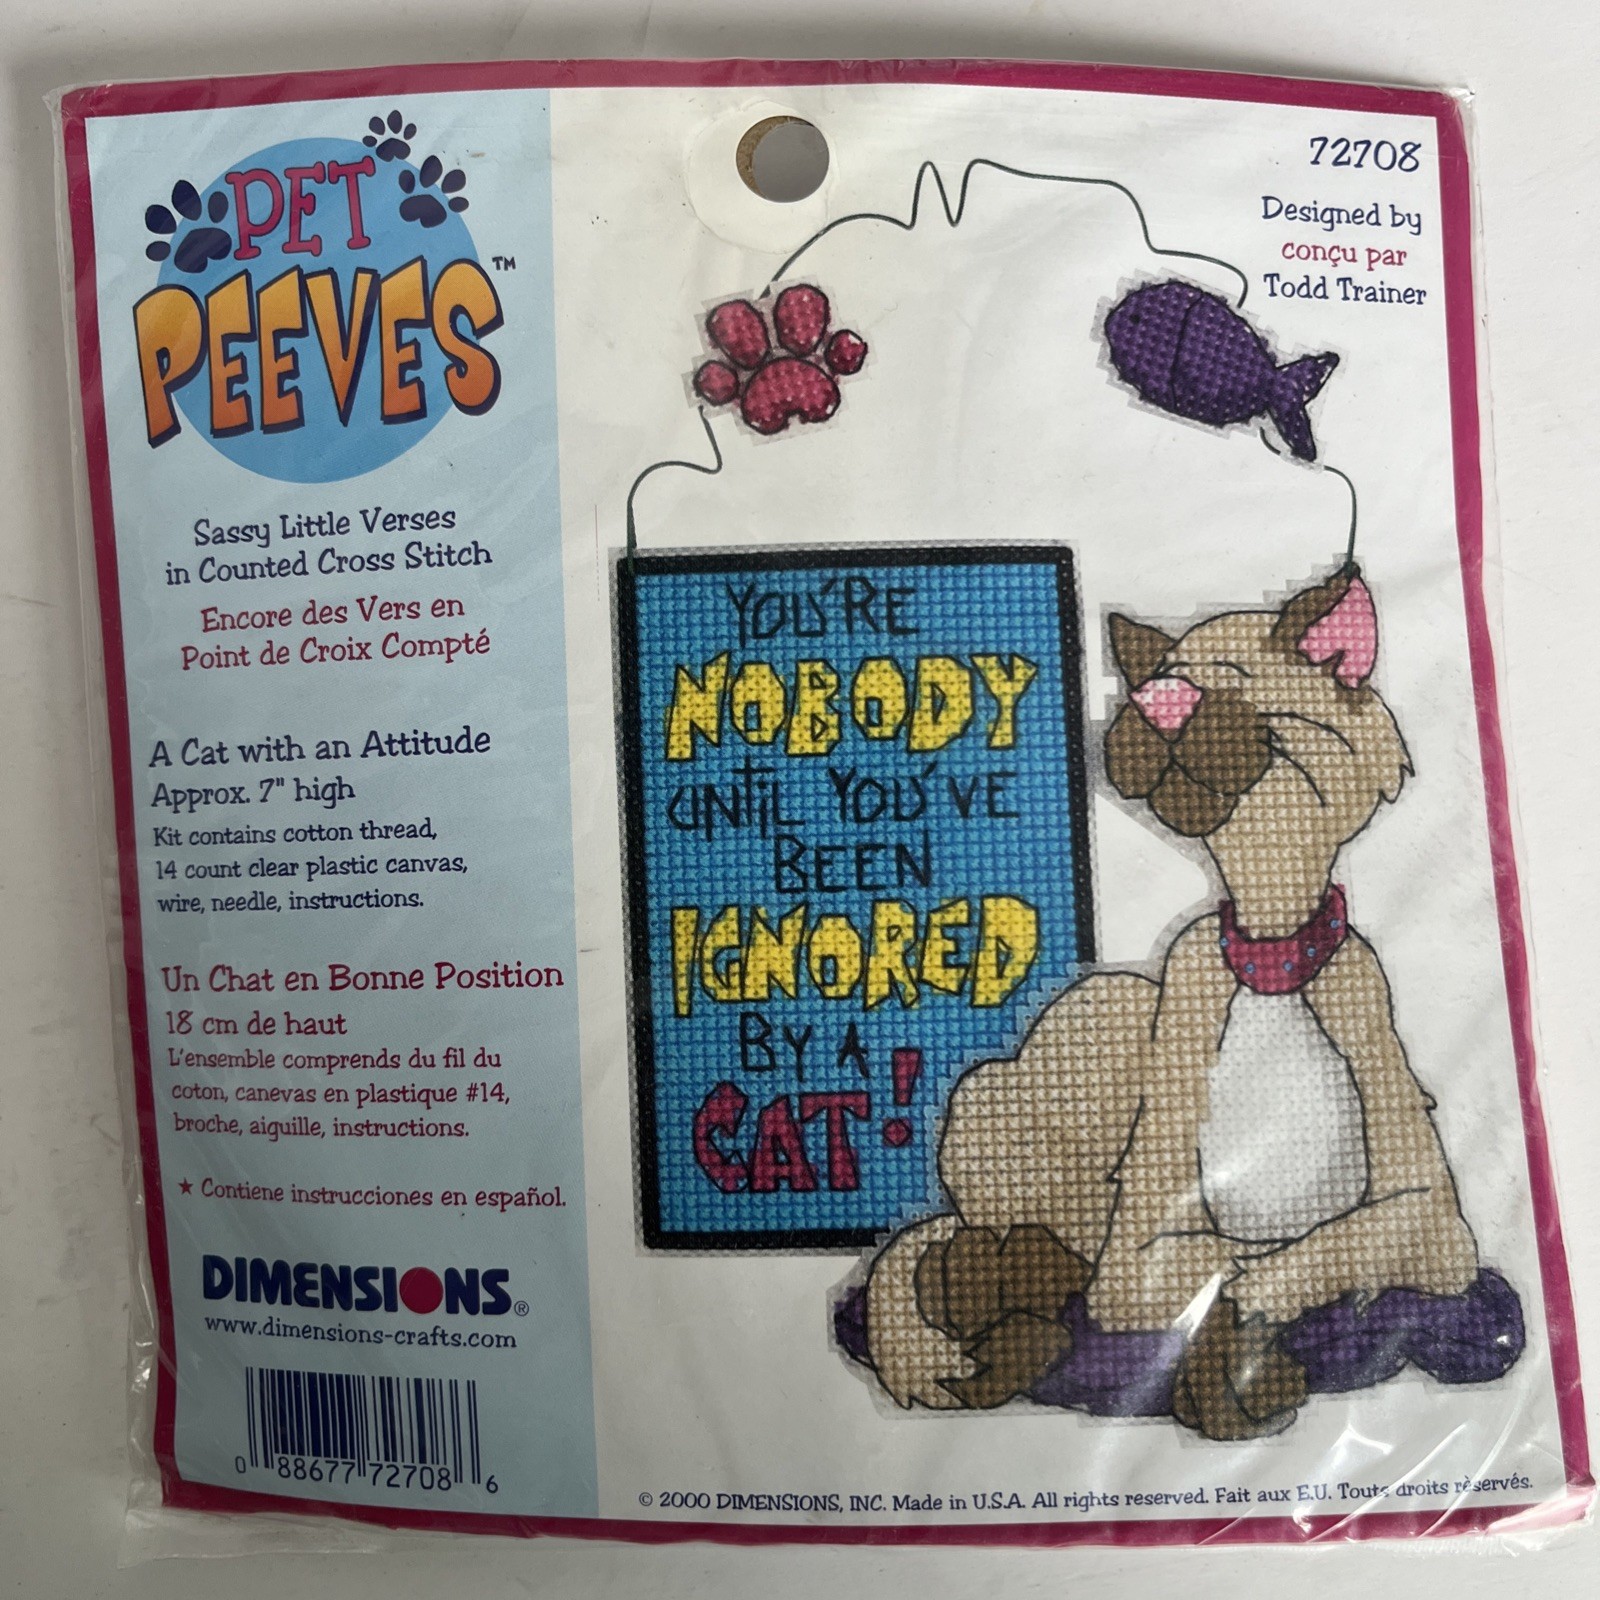 PET
PEEVES™
Sassy Little Verses
in Counted Cross Stitch
Encore des Vers en
Point de Croix Compté
A Cat with an Attitude
Approx. 7" high
Kit contains cotton thread,
14 count clear plastic canvas,
wire, needle, instructions.
Un Chat en Bonne Position
18 cm de haut
L'ensemble comprends du fil du
coton, canevas en plastique #14,
broche, aiguille, instructions.
★ Contiene instrucciones en español.
DIMENSIONS®
www.dimensions-crafts.com
0 88677 72708 6
72708
Designed by
conçu par
Todd Trainer
YOU'RE
NOBODY
UNTIL YOU'VE
BEEN
IGNORED
BY A
CAT!
© 2000 DIMENSIONS, INC. Made in U.S.A. All rights reserved. Fait aux E.U. Touts droits rèservés.